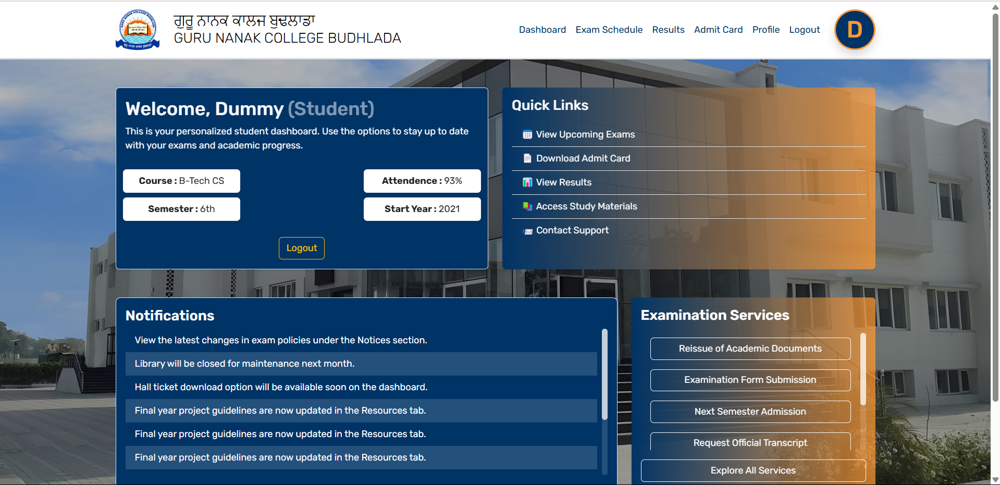 ਗੁਰੂ ਨਾਨਕ ਕਾਲਜ ਬੁਢਲਾਡਾ
GURU NANAK COLLEGE BUDHLADA
Dashboard Exam Schedule Results Admit Card Profile Logout D
Welcome, Dummy (Student)
This is your personalized student dashboard. Use the options to stay up to date
with your exams and academic progress.
Course : B-Tech CS
Attendence : 93%
Semester : 6th
Start Year : 2021
Logout
Quick Links
View Upcoming Exams
Download Admit Card
View Results
Access Study Materials
Contact Support
Notifications
View the latest changes in exam policies under the Notices section.
Library will be closed for maintenance next month.
Hall ticket download option will be available soon on the dashboard.
Final year project guidelines are now updated in the Resources tab.
Final year project guidelines are now updated in the Resources tab.
Final year project guidelines are now updated in the Resources tab.
Examination Services
Reissue of Academic Documents
Examination Form Submission
Next Semester Admission
Request Official Transcript
Explore All Services